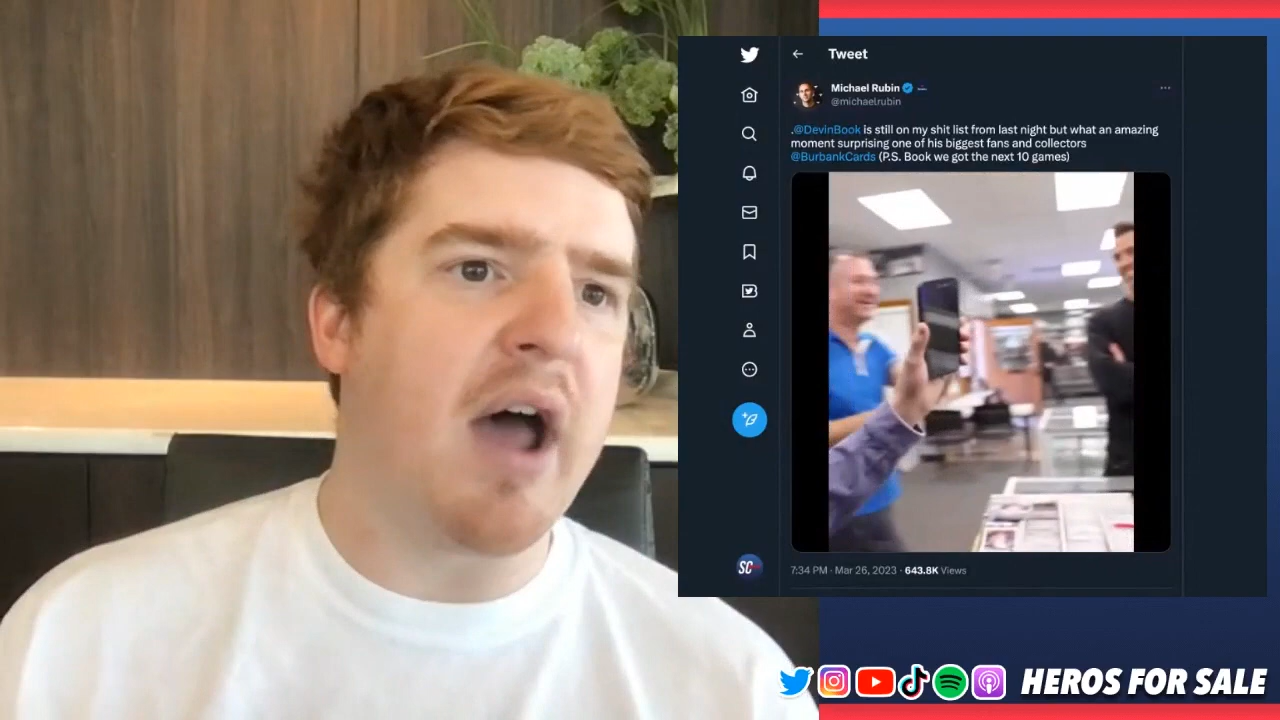 Tweet
Michael Rubin
@michaelrubin
.@DevinBook is still on my shit list from last night but what an amazing
moment surprising one of his biggest fans and collectors
@BurbankCards (P.S. Book we got the next 10 games)
7:34 PM · Mar 26, 2023 · 643.8K Views
SC
HEROS FOR SALE